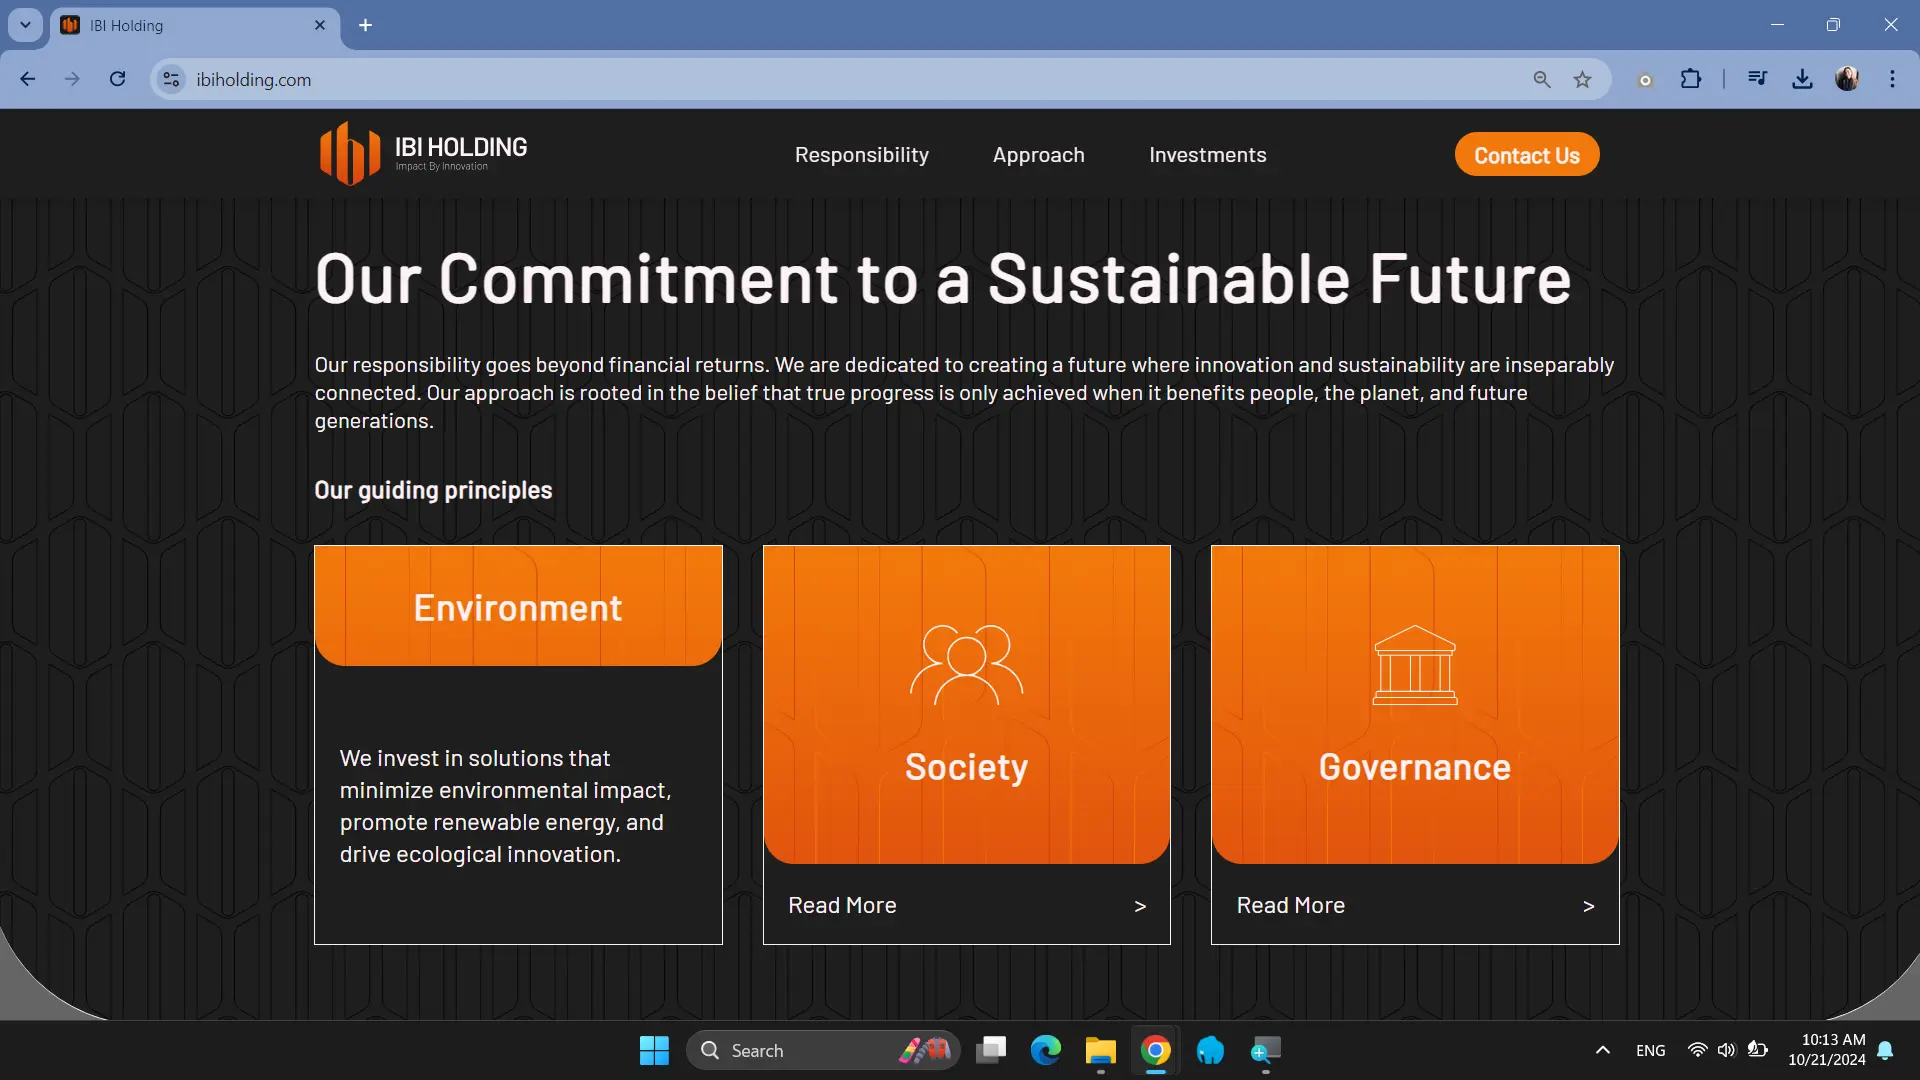 IBI Holding
ibiholding.com
IBI HOLDING
Impact By Innovation
Responsibility
Approach
Investments
Contact Us
Our Commitment to a Sustainable Future
Our responsibility goes beyond financial returns. We are dedicated to creating a future where innovation and sustainability are inseparably
connected. Our approach is rooted in the belief that true progress is only achieved when it benefits people, the planet, and future
generations.
Our guiding principles
Environment
We invest in solutions that
minimize environmental impact,
promote renewable energy, and
drive ecological innovation.
Society
Read More >
Governance
Read More >
Search
ENG
10:13 AM
10/21/2024